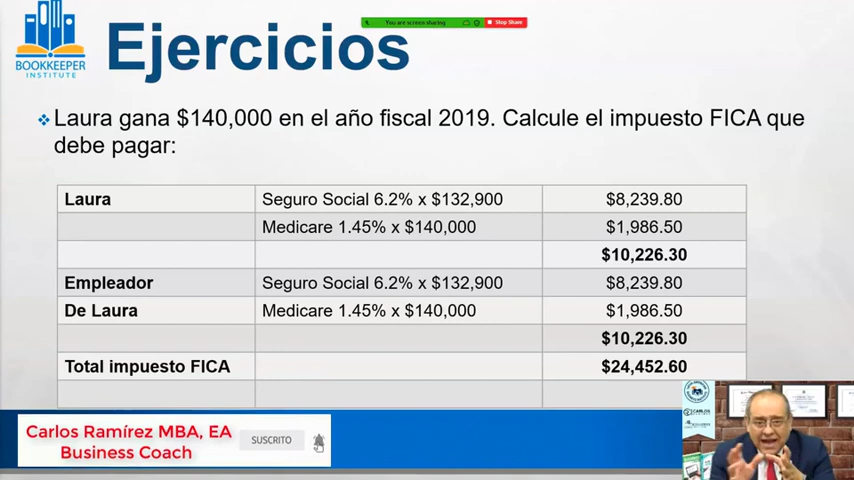 You are screen sharing
Stop Share
BOOKKEEPER
INSTITUTE
Ejercicios
Laura gana $140,000 en el año fiscal 2019. Calcule el impuesto FICA que
debe pagar:
Laura Seguro Social 6.2% x $132,900 $8,239.80
Medicare 1.45% x $140,000 $1,986.50
$10,226.30
Empleador Seguro Social 6.2% x $132,900 $8,239.80
De Laura Medicare 1.45% x $140,000 $1,986.50
$10,226.30
Total impuesto FICA $24,452.60
Carlos Ramírez MBA, EA
Business Coach
SUSCRITO
CARLOS